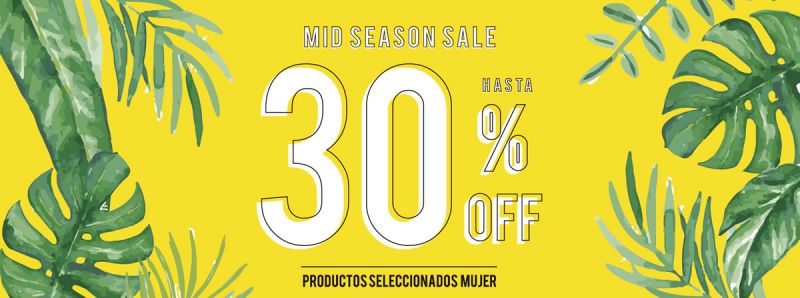 MID SEASON SALE
HASTA
30%
OFF
PRODUCTOS SELECCIONADOS MUJER